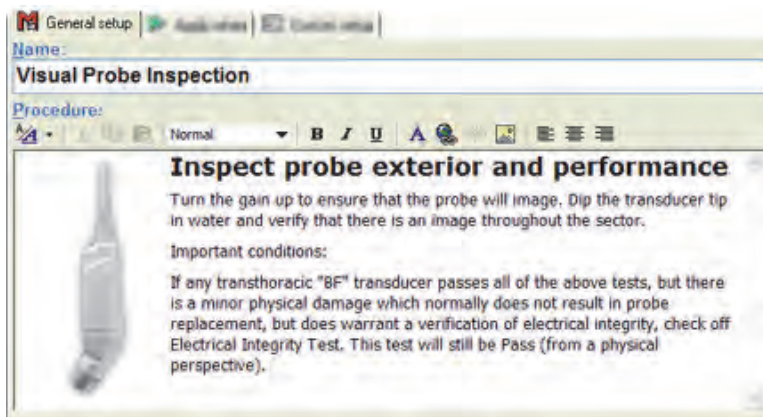 General setup
Name:
Visual Probe Inspection
Procedure:
Normal
B I U A
Inspect probe exterior and performance
Turn the gain up to ensure that the probe will image. Dip the transducer tip
in water and verify that there is an image throughout the sector.
Important conditions:
If any transthoracic "BF" transducer passes all of the above tests, but there
is a minor physical damage which normally does not result in probe
replacement, but does warrant a verification of electrical integrity, check off
Electrical Integrity Test. This test will still be Pass (from a physical
perspective).